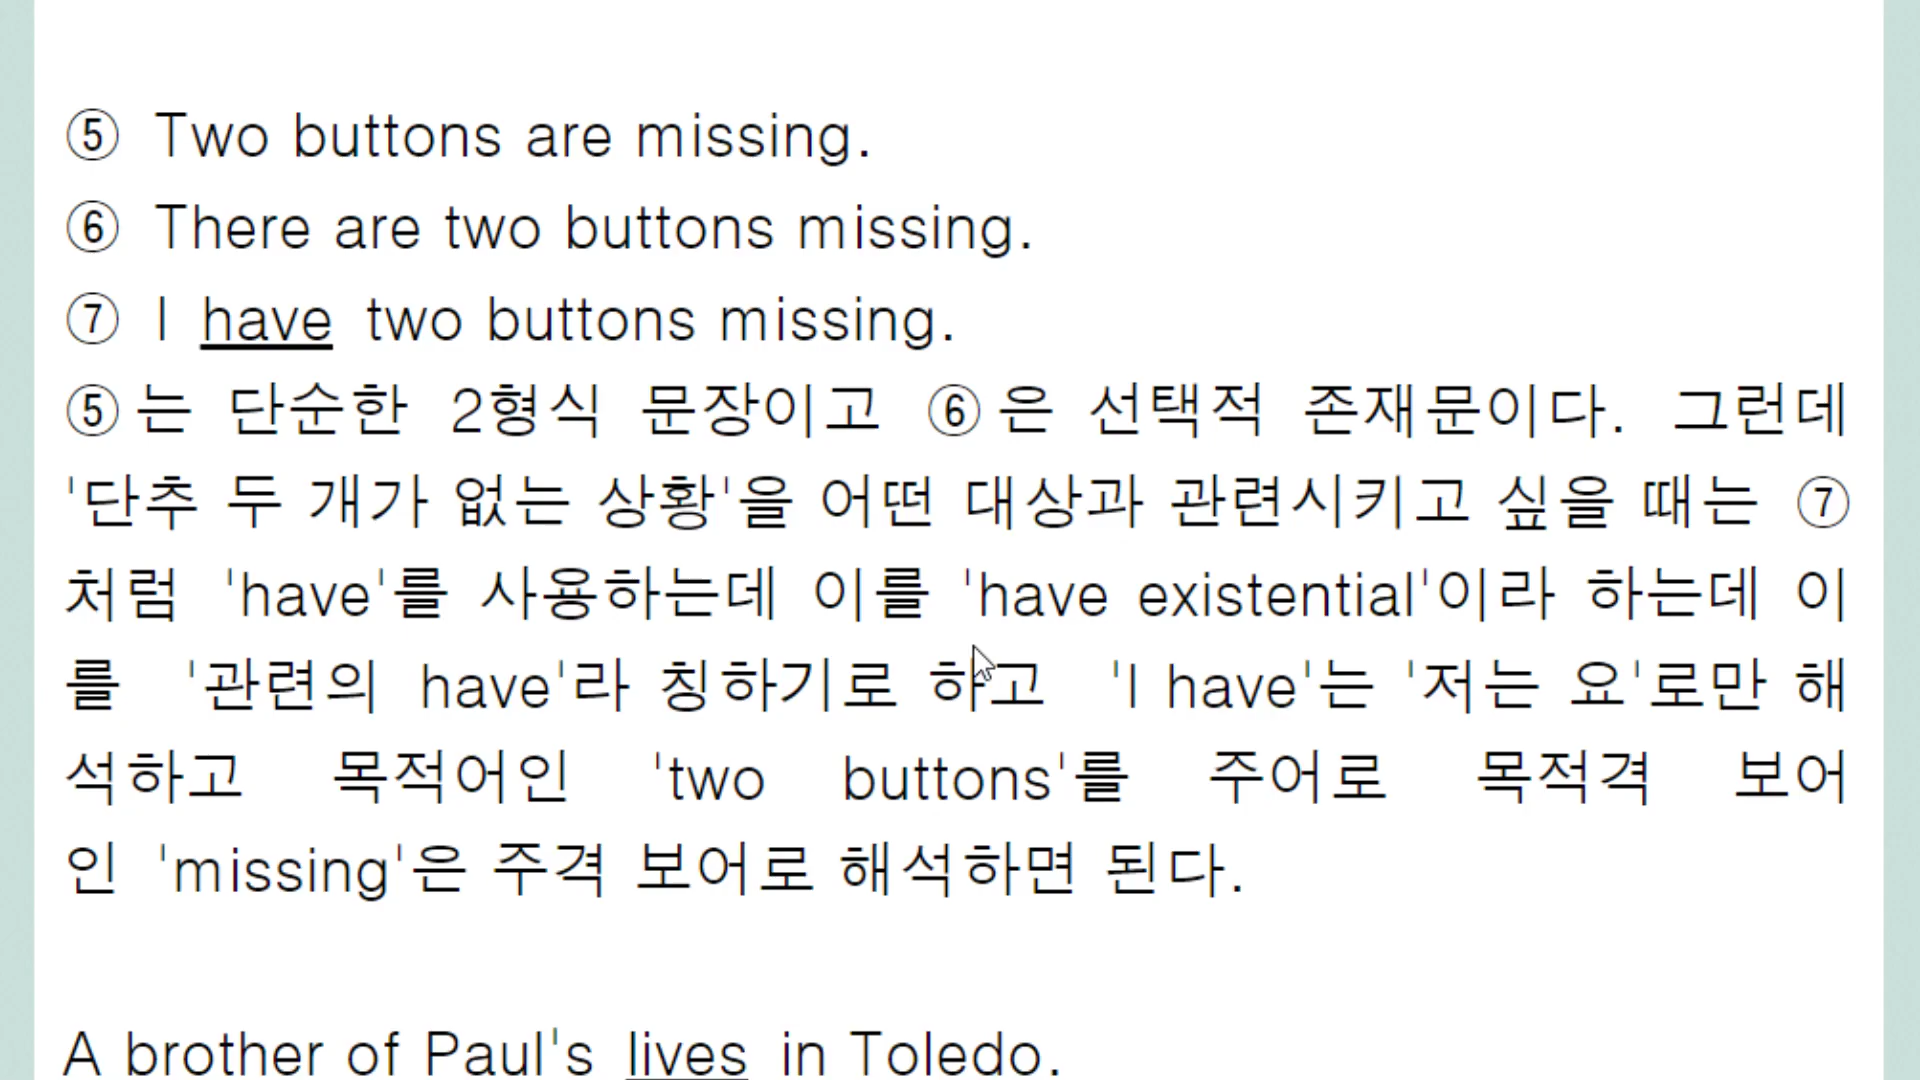 ⑤ Two buttons are missing.
⑥ There are two buttons missing.
⑦ I have two buttons missing.
⑤는 단순한 2형식 문장이고 ⑥은 선택적 존재문이다. 그런데
'단추 두 개가 없는 상황'을 어떤 대상과 관련시키고 싶을 때는 ⑦
처럼 'have'를 사용하는데 이를 'have existential'이라 하는데 이
를 '관련의 have'라 칭하기로 하고 'I have'는 '저는 요'로만 해
석하고 목적어인 'two buttons'를 주어로 목적격 보어
인 'missing'은 주격 보어로 해석하면 된다.
A brother of Paul's lives in Toledo.